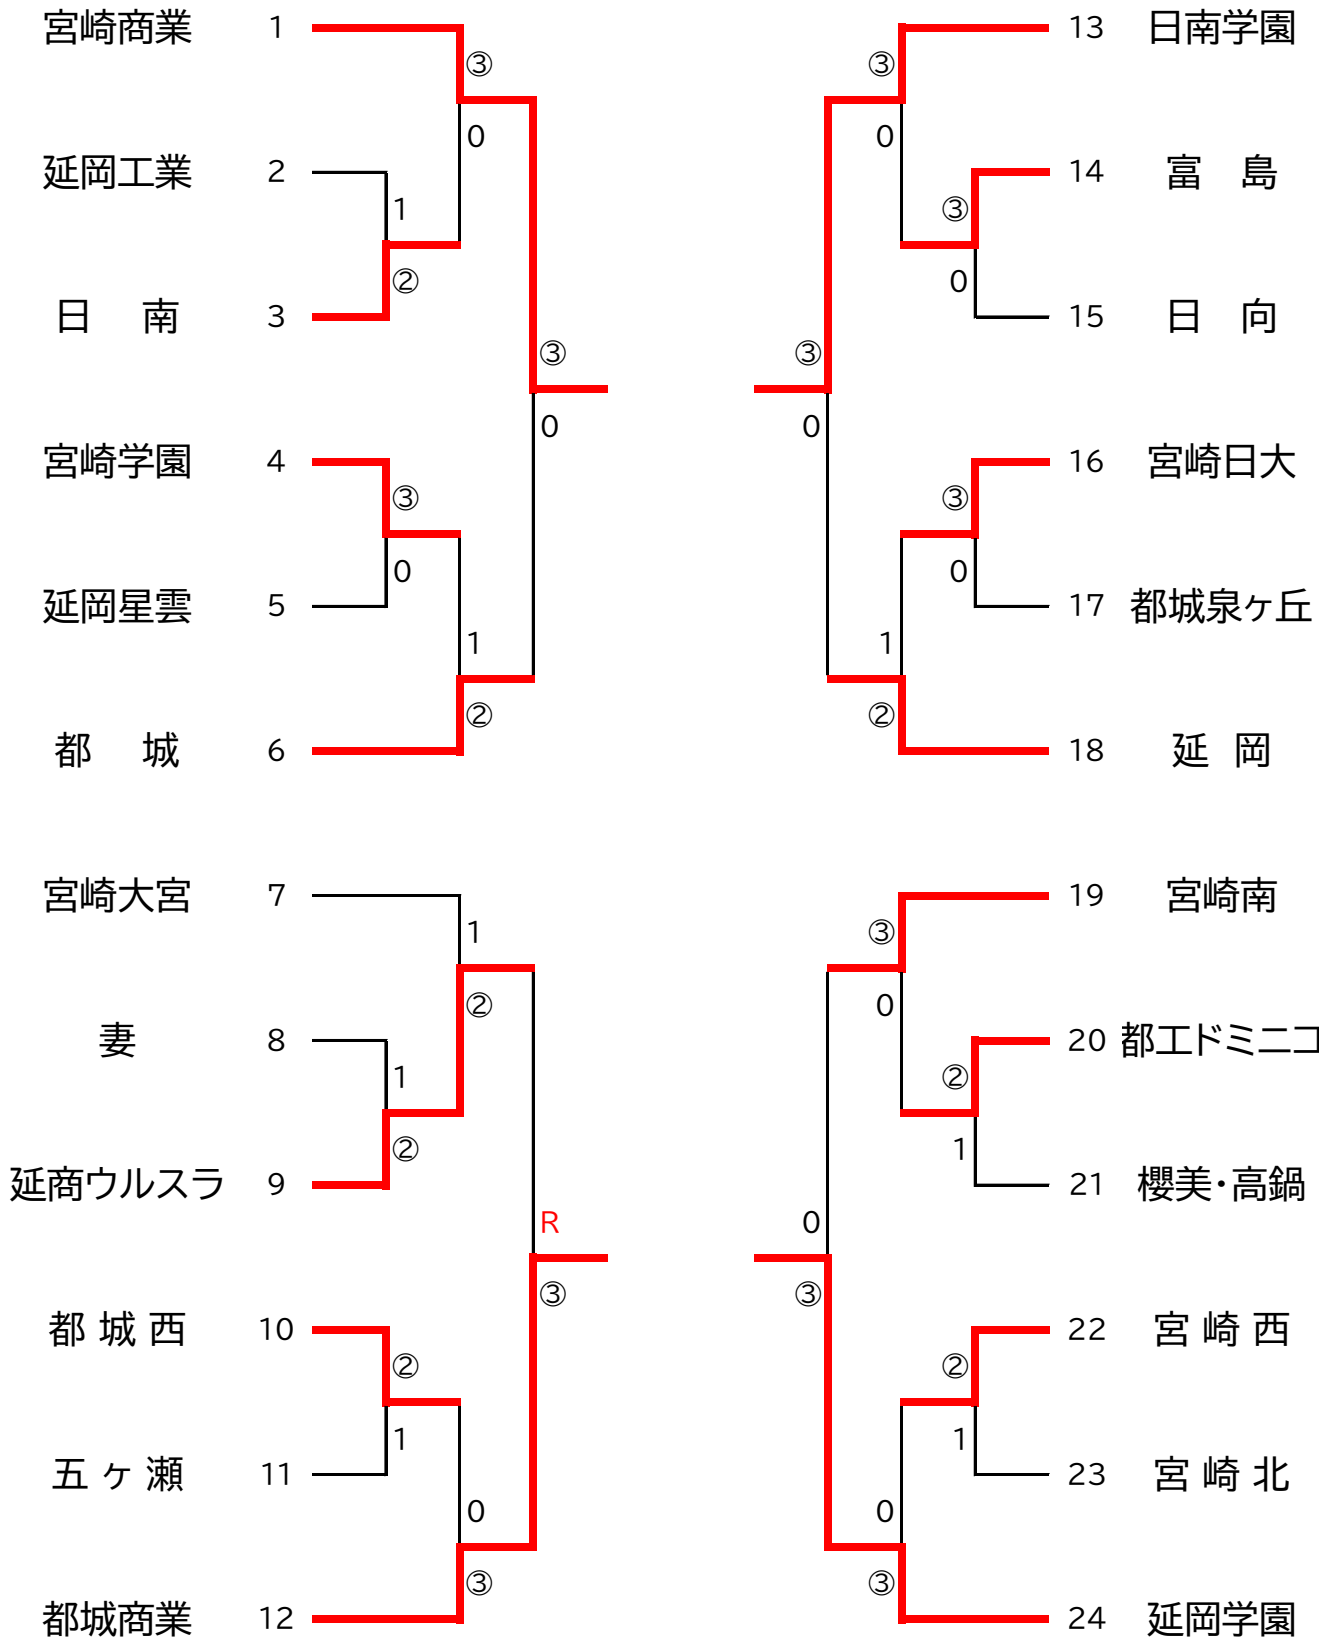 宮崎商業 1
③
0
延岡工業 2
1
②
日 南 3
③
0
宮崎学園 4
③
0
延岡星雲 5
1
②
都 城 6
宮崎大宮 7
1
②
妻 8
1
②
延商ウルスラ 9
R
③
都城西 10
②
1
五ヶ瀬 11
0
③
都城商業 12
13 日南学園
③
0
14 富 島
③
0
15 日 向
③
0
16 宮崎日大
③
0
17 都城泉ヶ丘
1
②
18 延 岡
19 宮崎南
③
0
20 都工ドミニコ
②
1
21 櫻美・高鍋
0
③
22 宮崎西
②
1
23 宮崎北
0
③
24 延岡学園